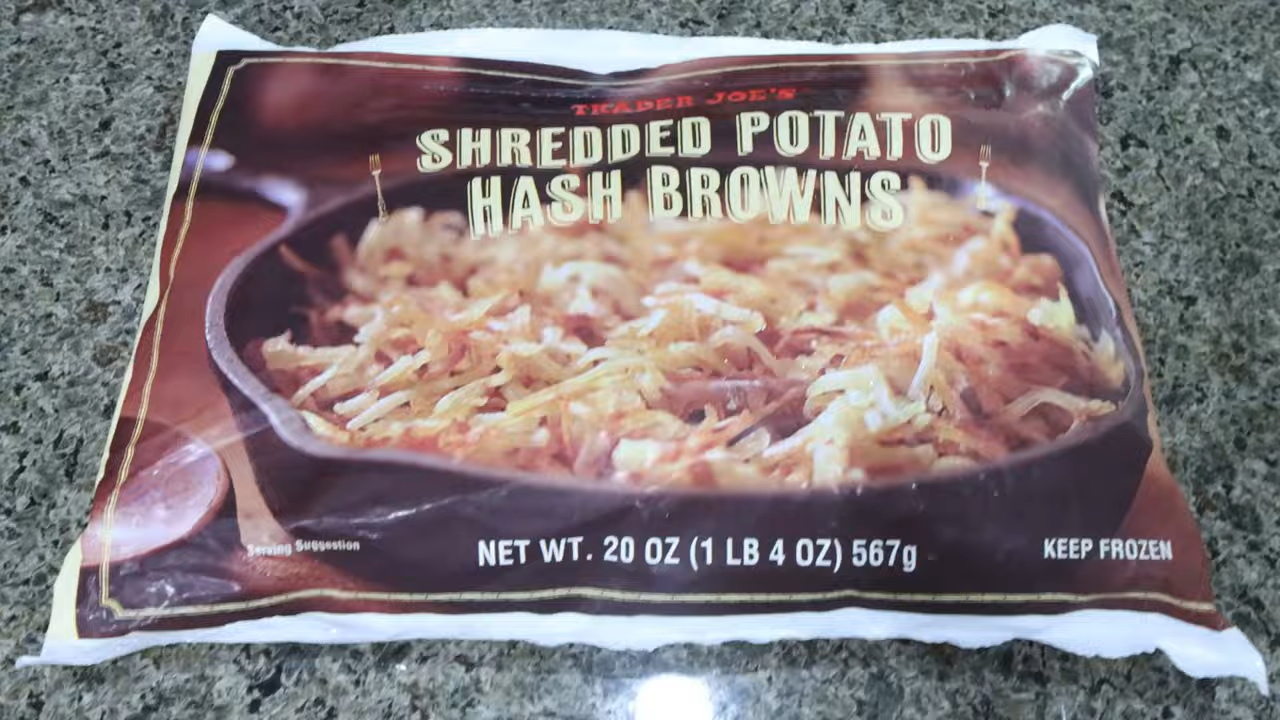 TRADER JOE'S
SHREDDED POTATO
HASH BROWNS
Serving Suggestion
NET WT. 20 OZ (1 LB 4 OZ) 567g
KEEP FROZEN